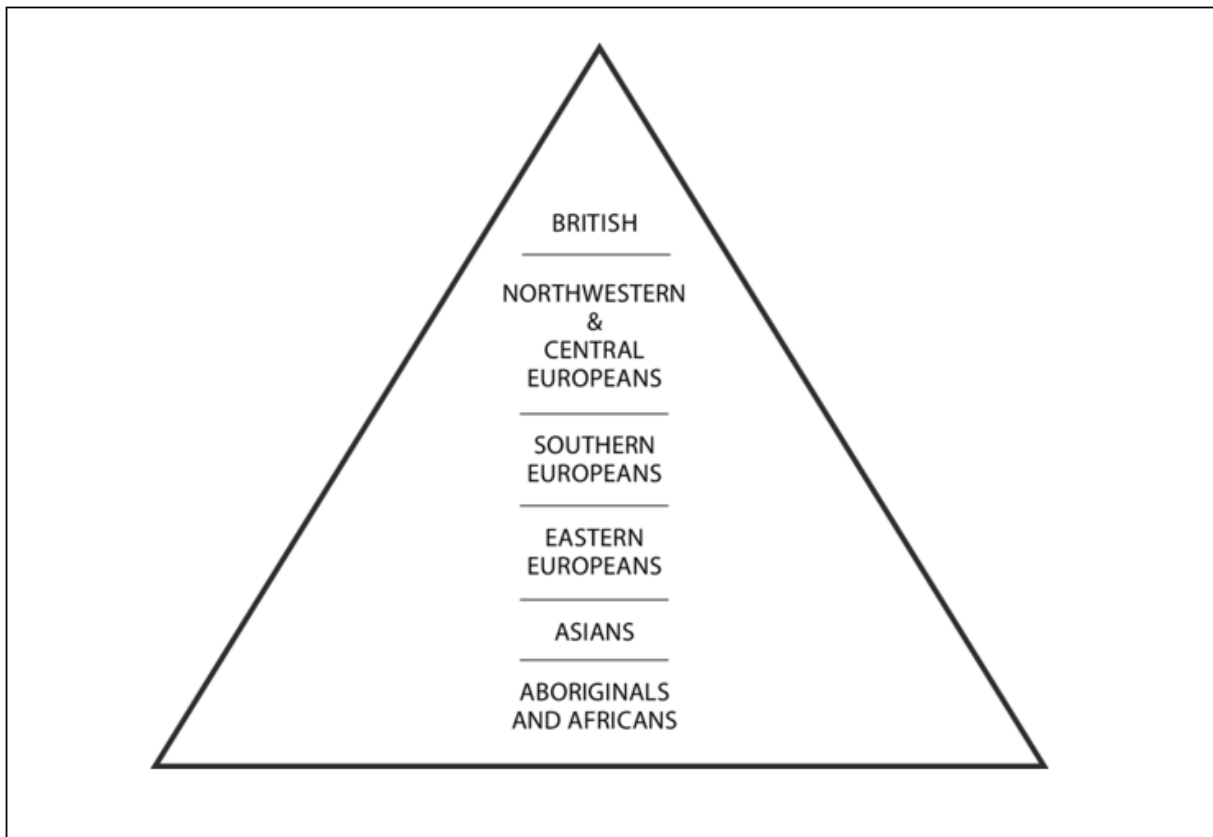 BRITISH
NORTHWESTERN
&
CENTRAL
EUROPEANS
SOUTHERN
EUROPEANS
EASTERN
EUROPEANS
ASIANS
ABORIGINALS
AND AFRICANS